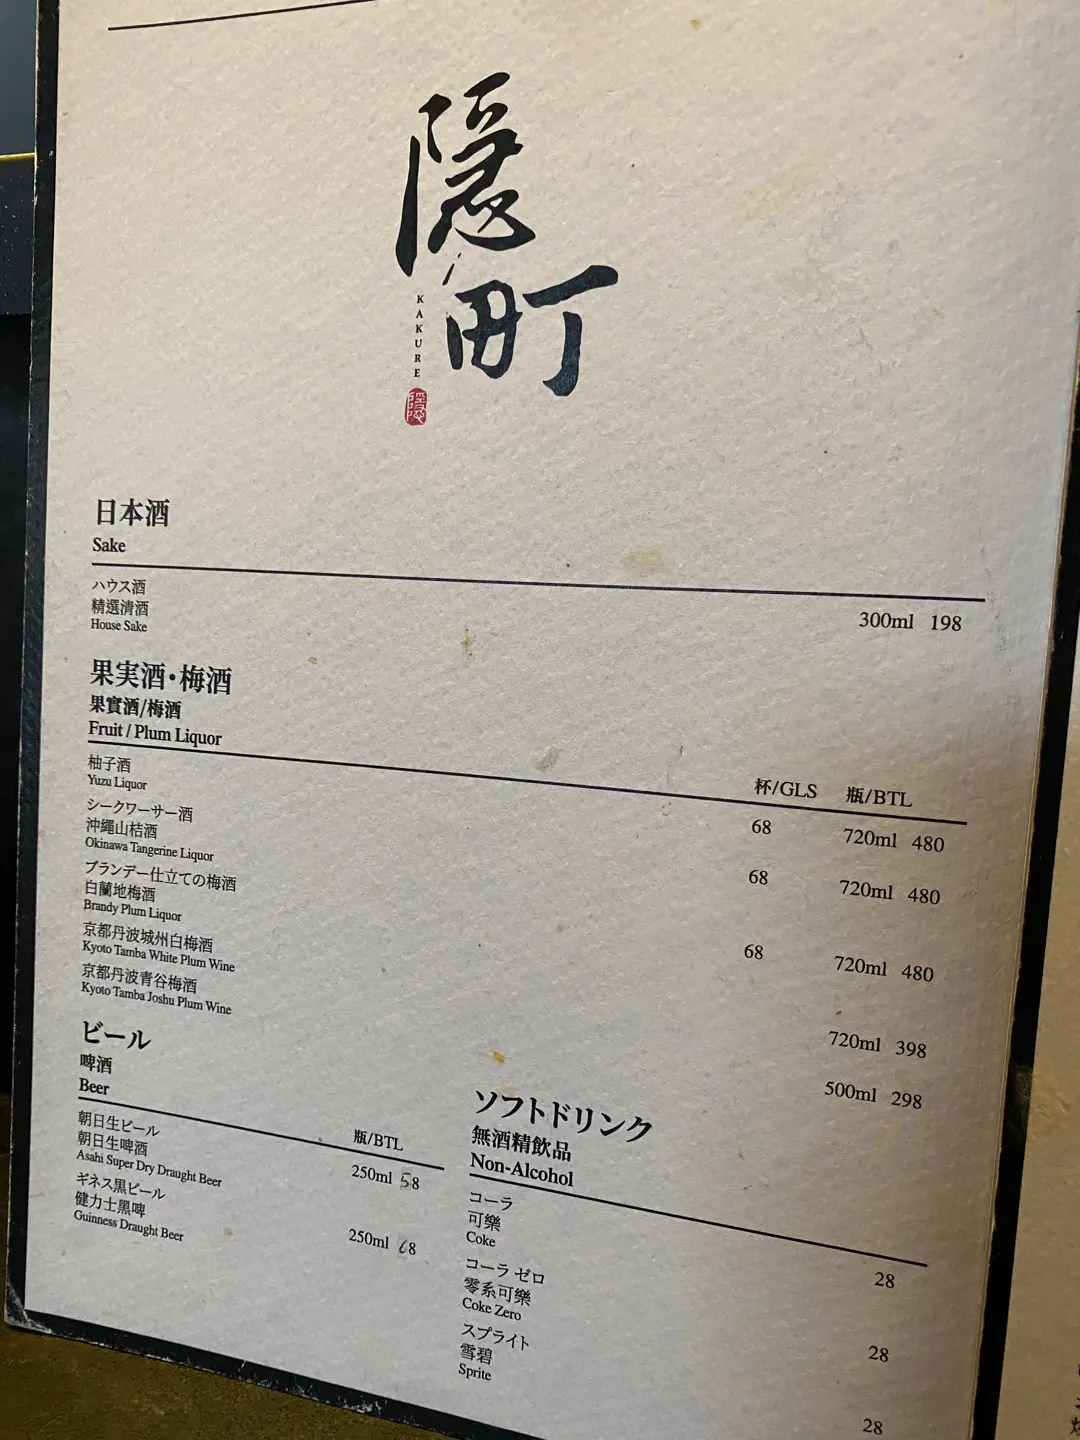 隱町
KAKURE
隱
日本酒
Sake
ハウス酒
精選清酒
House Sake 300ml 198
果実酒・梅酒
果實酒/梅酒
Fruit / Plum Liquor
杯/GLS 瓶/BTL
柚子酒
Yuzu Liquor 68 720ml 480
シークワーサー酒
沖繩山桔酒
Okinawa Tangerine Liquor 68 720ml 480
ブランデー仕立ての梅酒
白蘭地梅酒
Brandy Plum Liquor 68 720ml 480
京都丹波城州白梅酒
Kyoto Tamba White Plum Wine 720ml 398
京都丹波青谷梅酒
Kyoto Tamba Joshu Plum Wine 500ml 298
ビール
啤酒
Beer
瓶/BTL
朝日生ビール
朝日生啤酒
Asahi Super Dry Draught Beer 250ml 58
ギネス黒ビール
健力士黑啤
Guinness Draught Beer 250ml 68
ソフトドリンク
無酒精飲品
Non-Alcohol
コーラ
可樂
Coke 28
コーラ ゼロ
零系可樂
Coke Zero 28
スプライト
雪碧
Sprite 28